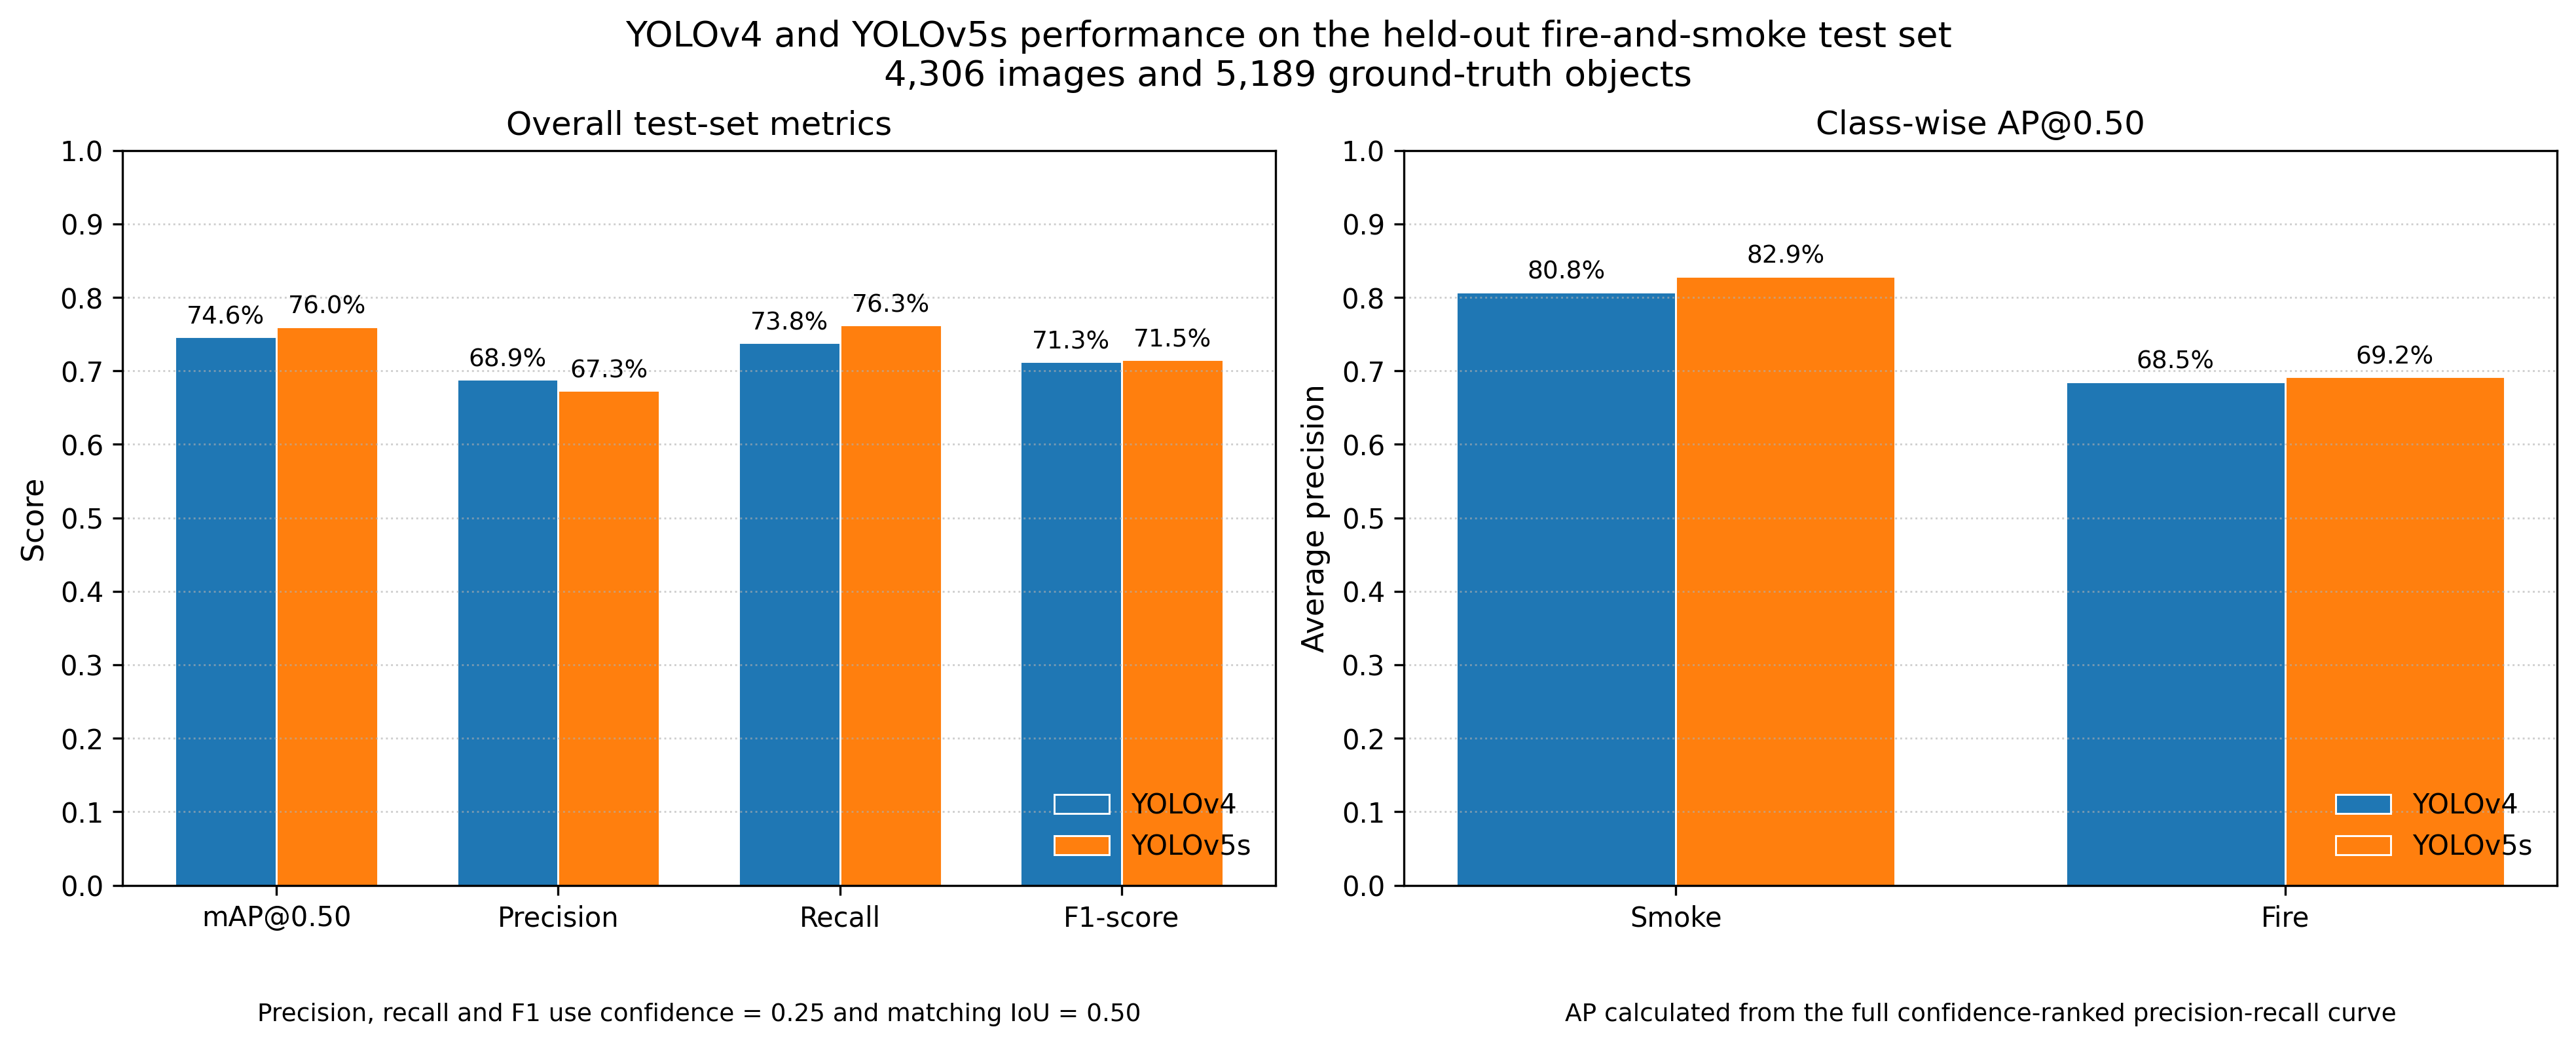 YOLOv4 and YOLOv5s performance on the held-out fire-and-smoke test set
4,306 images and 5,189 ground-truth objects
Overall test-set metrics
Score
1.0
0.9
0.8
0.7
0.6
0.5
0.4
0.3
0.2
0.1
0.0
74.6%
76.0%
68.9%
67.3%
73.8%
76.3%
71.3%
71.5%
YOLOv4
YOLOv5s
mAP@0.50
Precision
Recall
F1-score
Precision, recall and F1 use confidence = 0.25 and matching IoU = 0.50
Class-wise AP@0.50
Average precision
1.0
0.9
0.8
0.7
0.6
0.5
0.4
0.3
0.2
0.1
0.0
80.8%
82.9%
68.5%
69.2%
YOLOv4
YOLOv5s
Smoke
Fire
AP calculated from the full confidence-ranked precision-recall curve